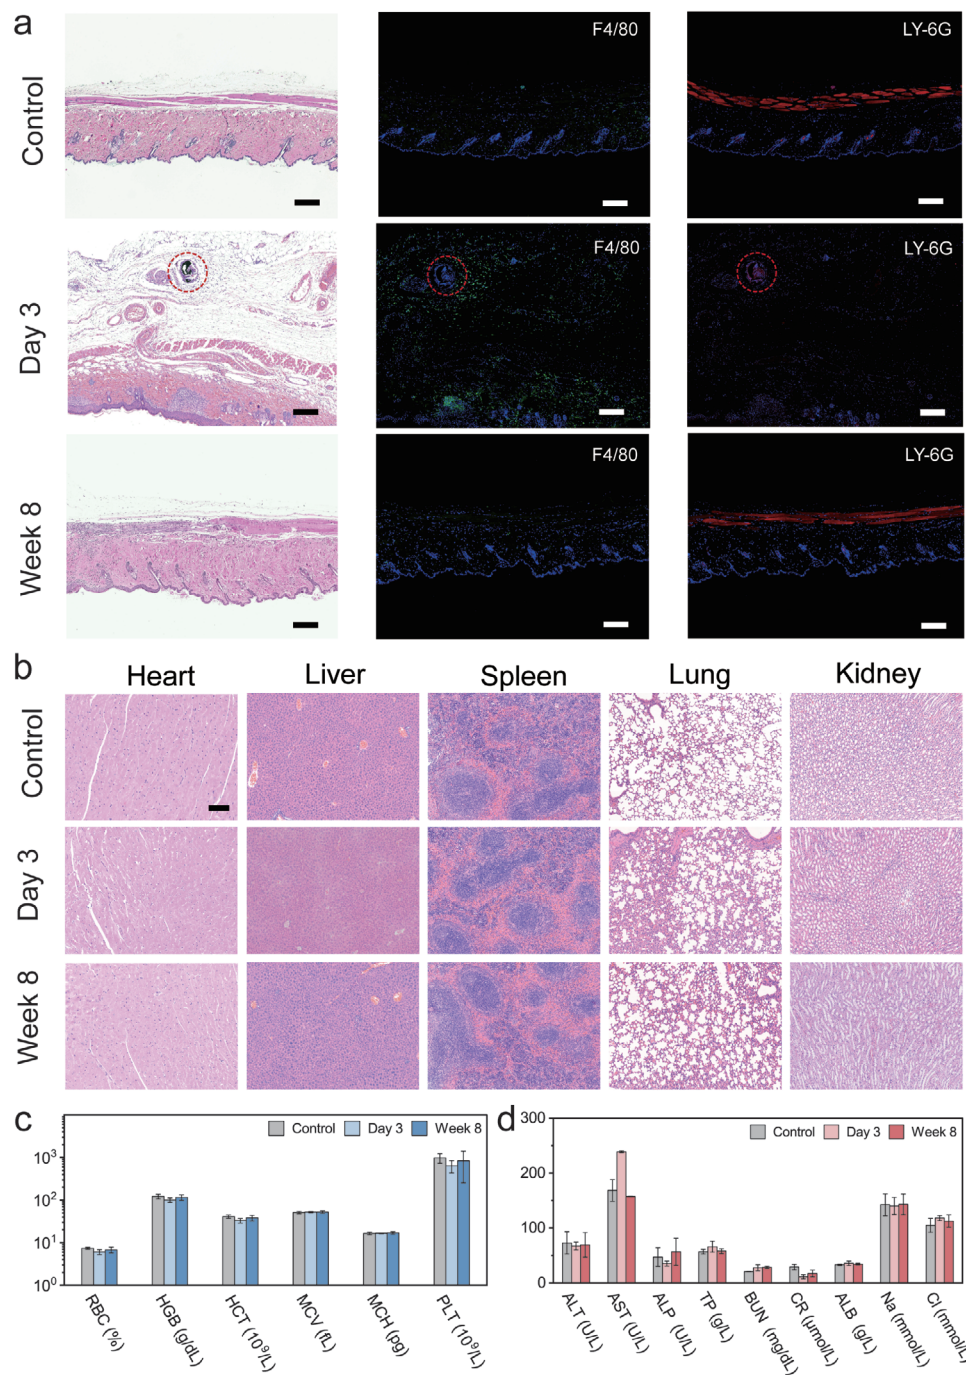 a
F4/80
LY-6G
Control
F4/80
LY-6G
Day 3
F4/80
LY-6G
Week 8
b
Heart
Liver
Spleen
Lung
Kidney
Control
Day 3
Week 8
c
Control
Day 3
Week 8
10³
10²
10¹
10⁰
RBC (%)
HGB (g/dL)
HCT (10⁹/L)
MCV (fL)
MCH (pg)
PLT (10⁹/L)
d
Control
Day 3
Week 8
300
200
100
0
ALT (U/L)
AST (U/L)
ALP (U/L)
TP (g/L)
BUN (mg/dL)
CR (μmol/L)
ALB (g/L)
Na (mmol/L)
Cl (mmol/L)